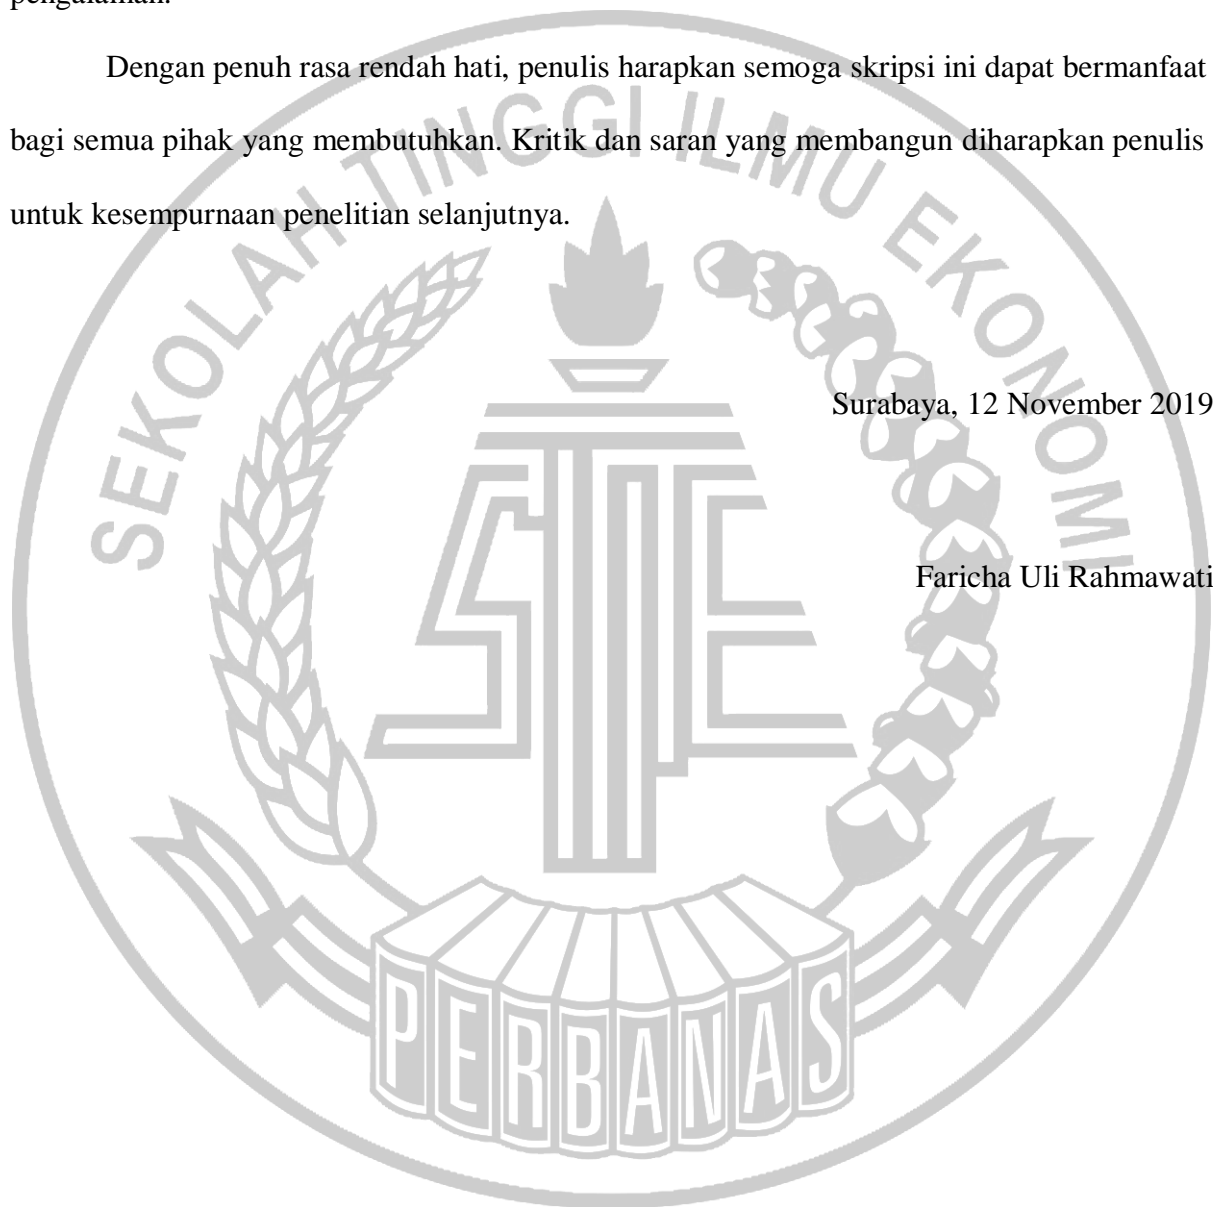 pengalaman.
Dengan penuh rasa rendah hati, penulis harapkan semoga skripsi ini dapat bermanfaat
bagi semua pihak yang membutuhkan. Kritik dan saran yang membangun diharapkan penulis
untuk kesempurnaan penelitian selanjutnya.
Surabaya, 12 November 2019
Faricha Uli Rahmawati
SEKOLAH TINGGI ILMU EKONOMI
STIE
PERBANAS